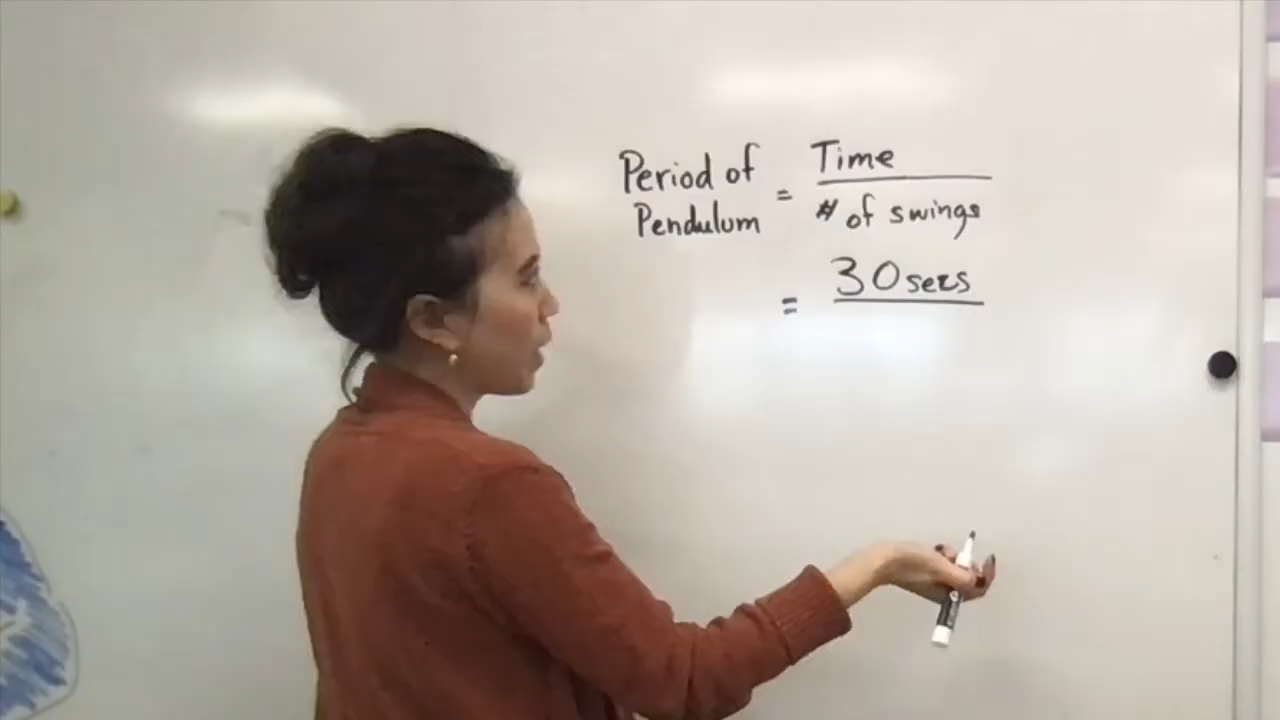 Period of
Pendulum
= Time
# of swings
= 30 secs